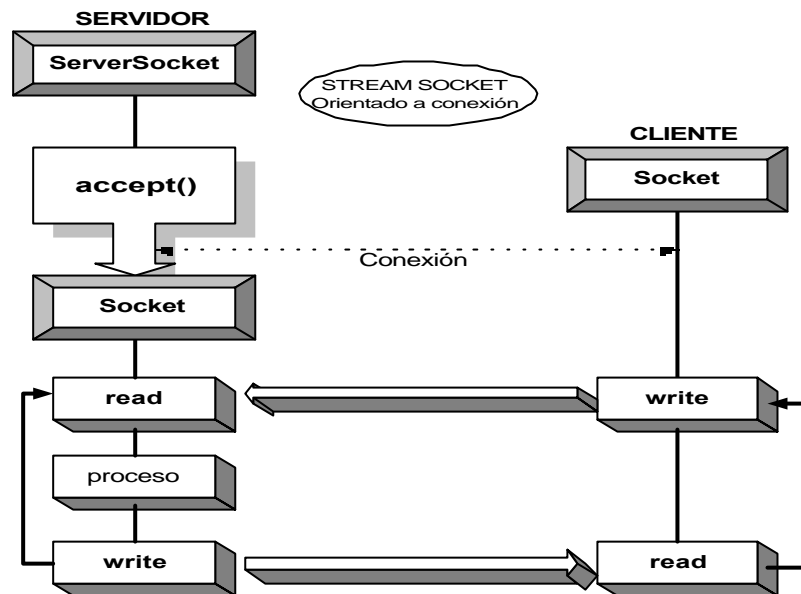 SERVIDOR
ServerSocket
STREAM SOCKET
Orientado a conexión
CLIENTE
accept()
Socket
Conexión
Socket
read
write
proceso
write
read